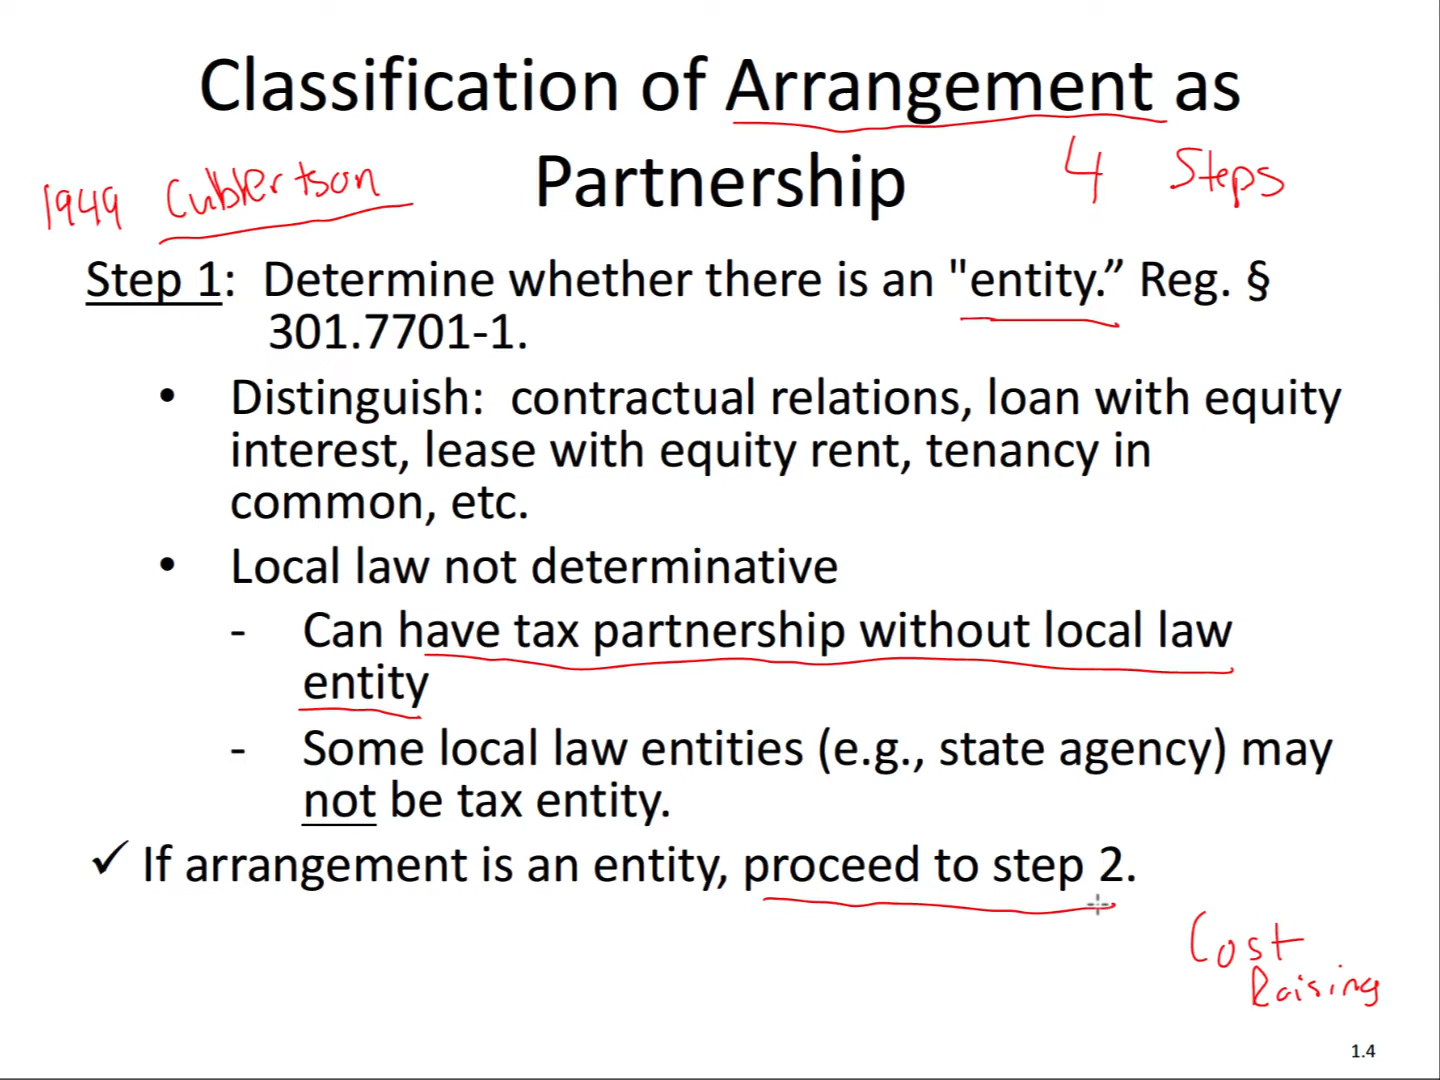 Classification of Arrangement as
Partnership
4 Steps
1949 Culbertson
Step 1: Determine whether there is an "entity.” Reg. §
301.7701-1.
• Distinguish: contractual relations, loan with equity
interest, lease with equity rent, tenancy in
common, etc.
• Local law not determinative
- Can have tax partnership without local law
entity
- Some local law entities (e.g., state agency) may
not be tax entity.
✓ If arrangement is an entity, proceed to step 2.
Cost
Raising
1.4